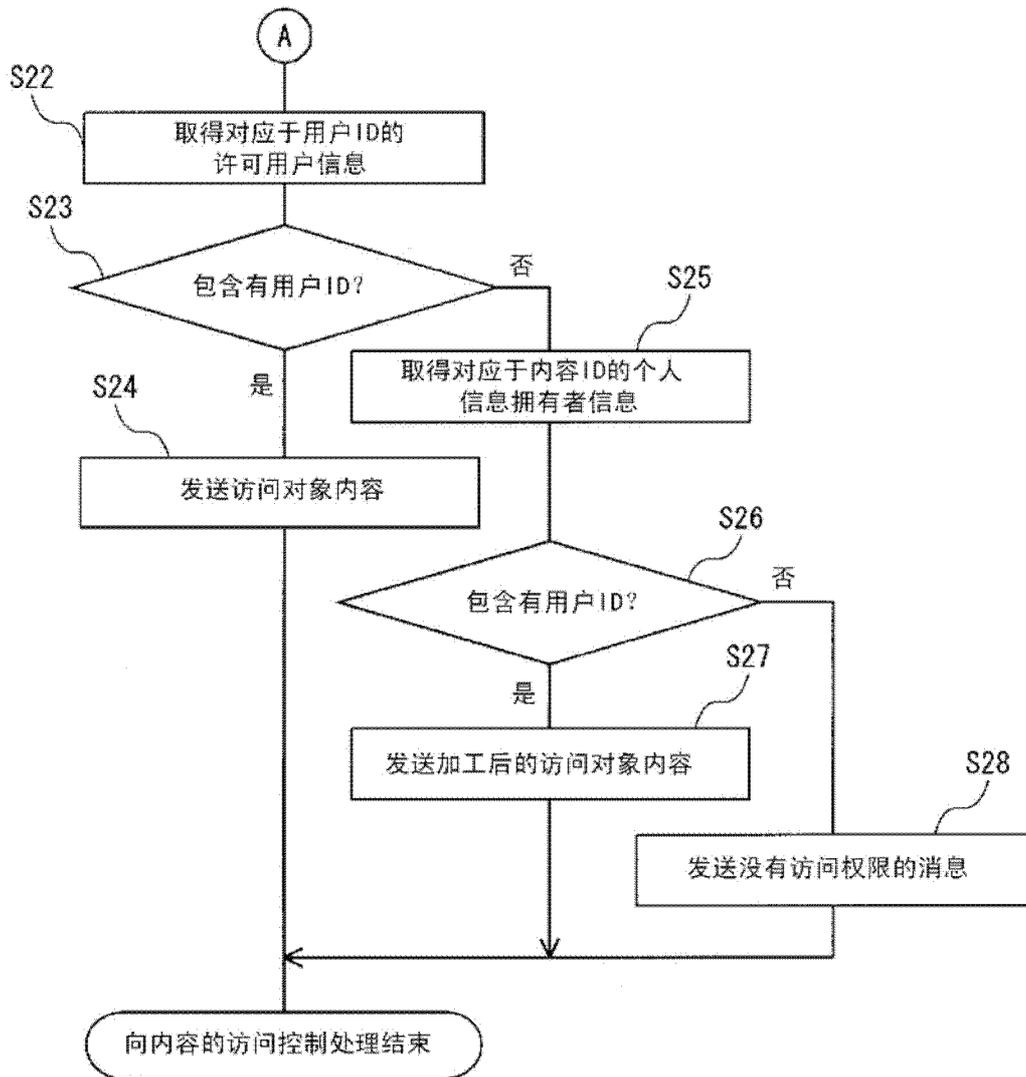 A
S22
取得对应于用户ID的
许可用户信息
S23
包含有用户ID?
否
S25
取得对应于内容ID的个人
信息拥有者信息
是
S24
发送访问对象内容
S26
包含有用户ID?
否
是
S27
发送加工后的访问对象内容
S28
发送没有访问权限的消息
向内容的访问控制处理结束